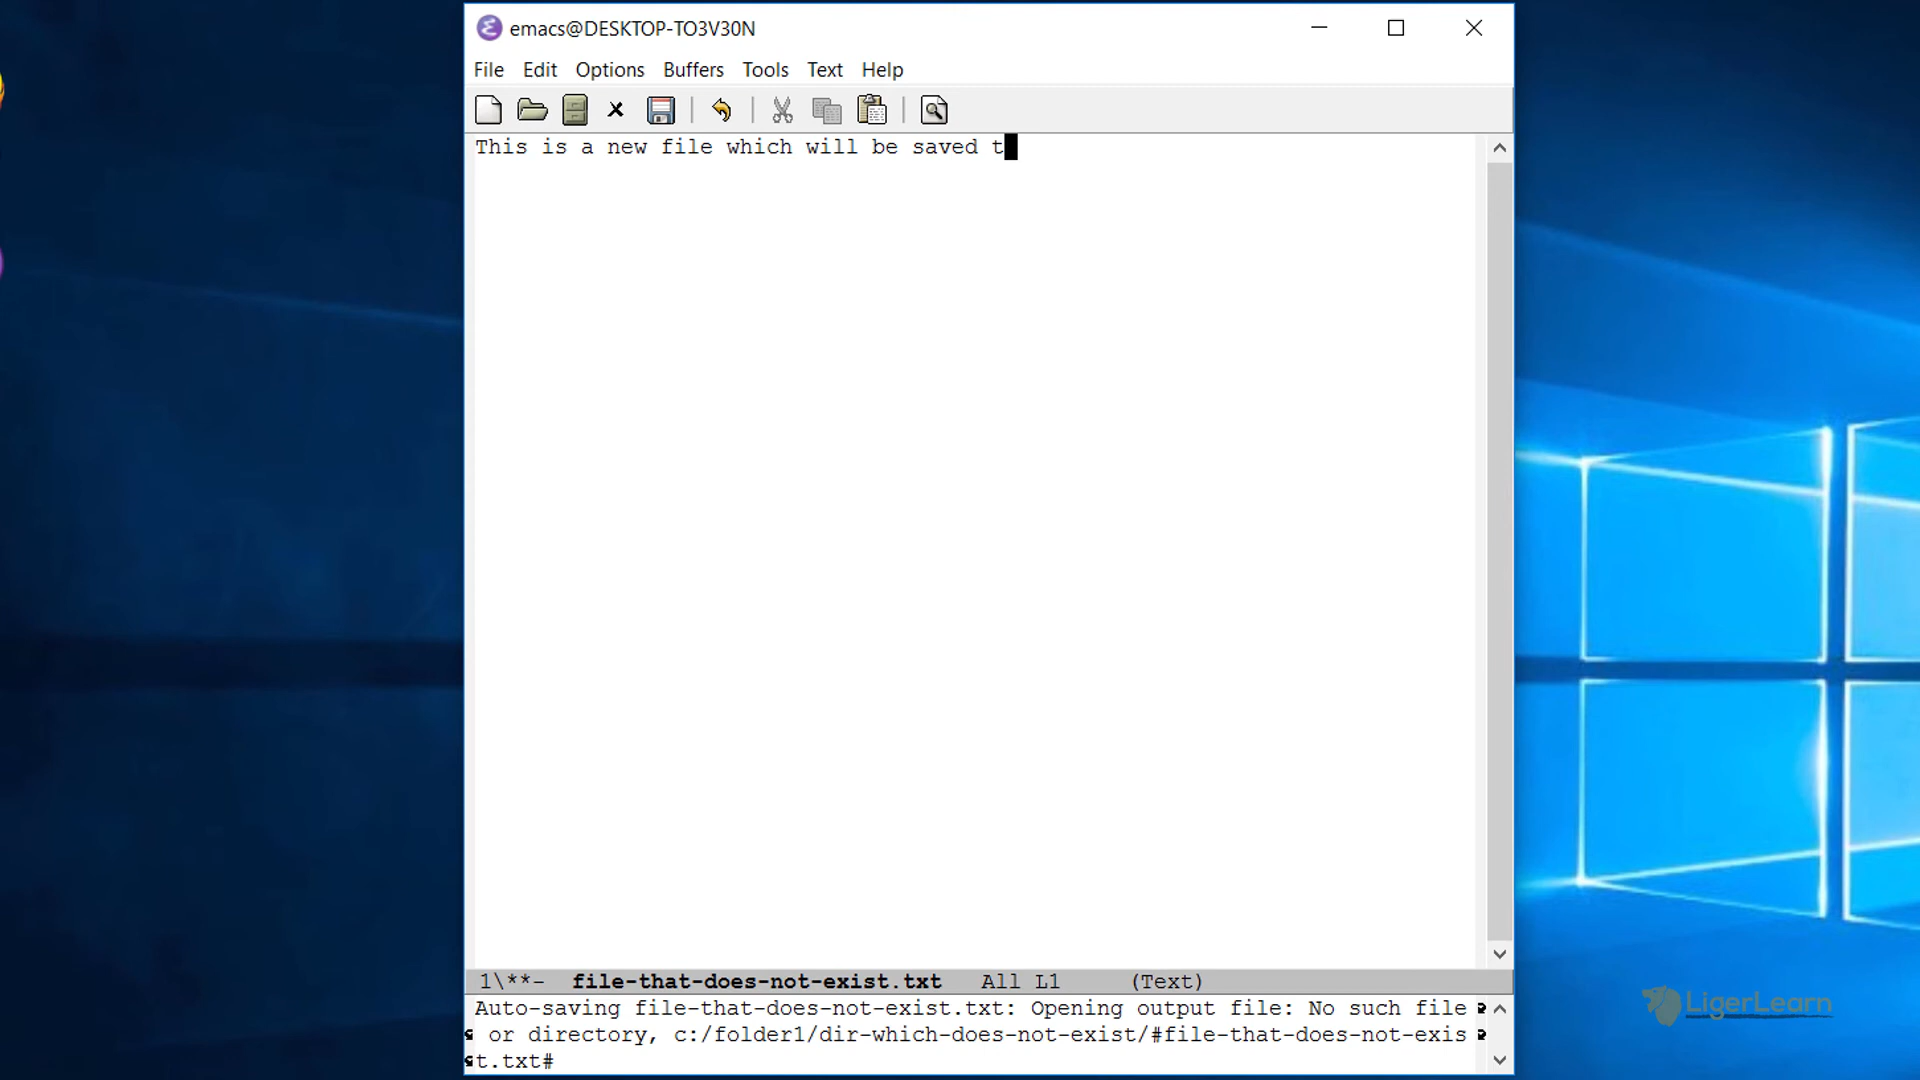 emacs@DESKTOP-TO3V30N
File Edit Options Buffers Tools Text Help
This is a new file which will be saved t
1\**- file-that-does-not-exist.txt All L1 (Text)
Auto-saving file-that-does-not-exist.txt: Opening output file: No such file
or directory, c:/folder1/dir-which-does-not-exist/#file-that-does-not-exis
t.txt#
LigerLearn